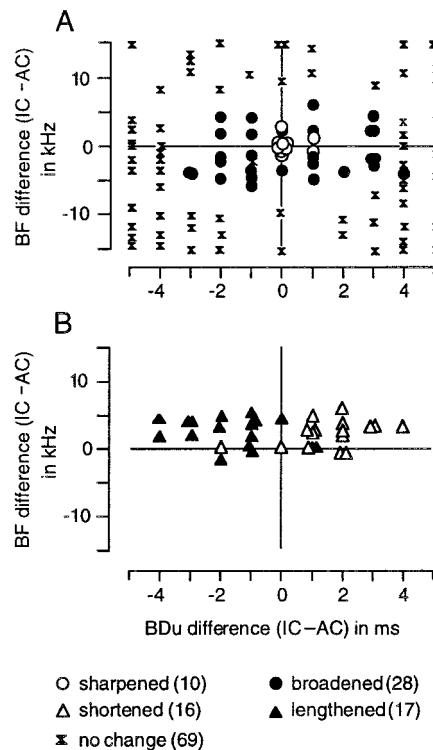 A
10
0
-10
BF difference (IC -AC)
in kHz
-4 -2 0 2 4
B
10
0
-10
BF difference (IC -AC)
in kHz
-4 -2 0 2 4
BDu difference (IC-AC) in ms
sharpened (10) broadened (28)
shortened (16) lengthened (17)
no change (69)